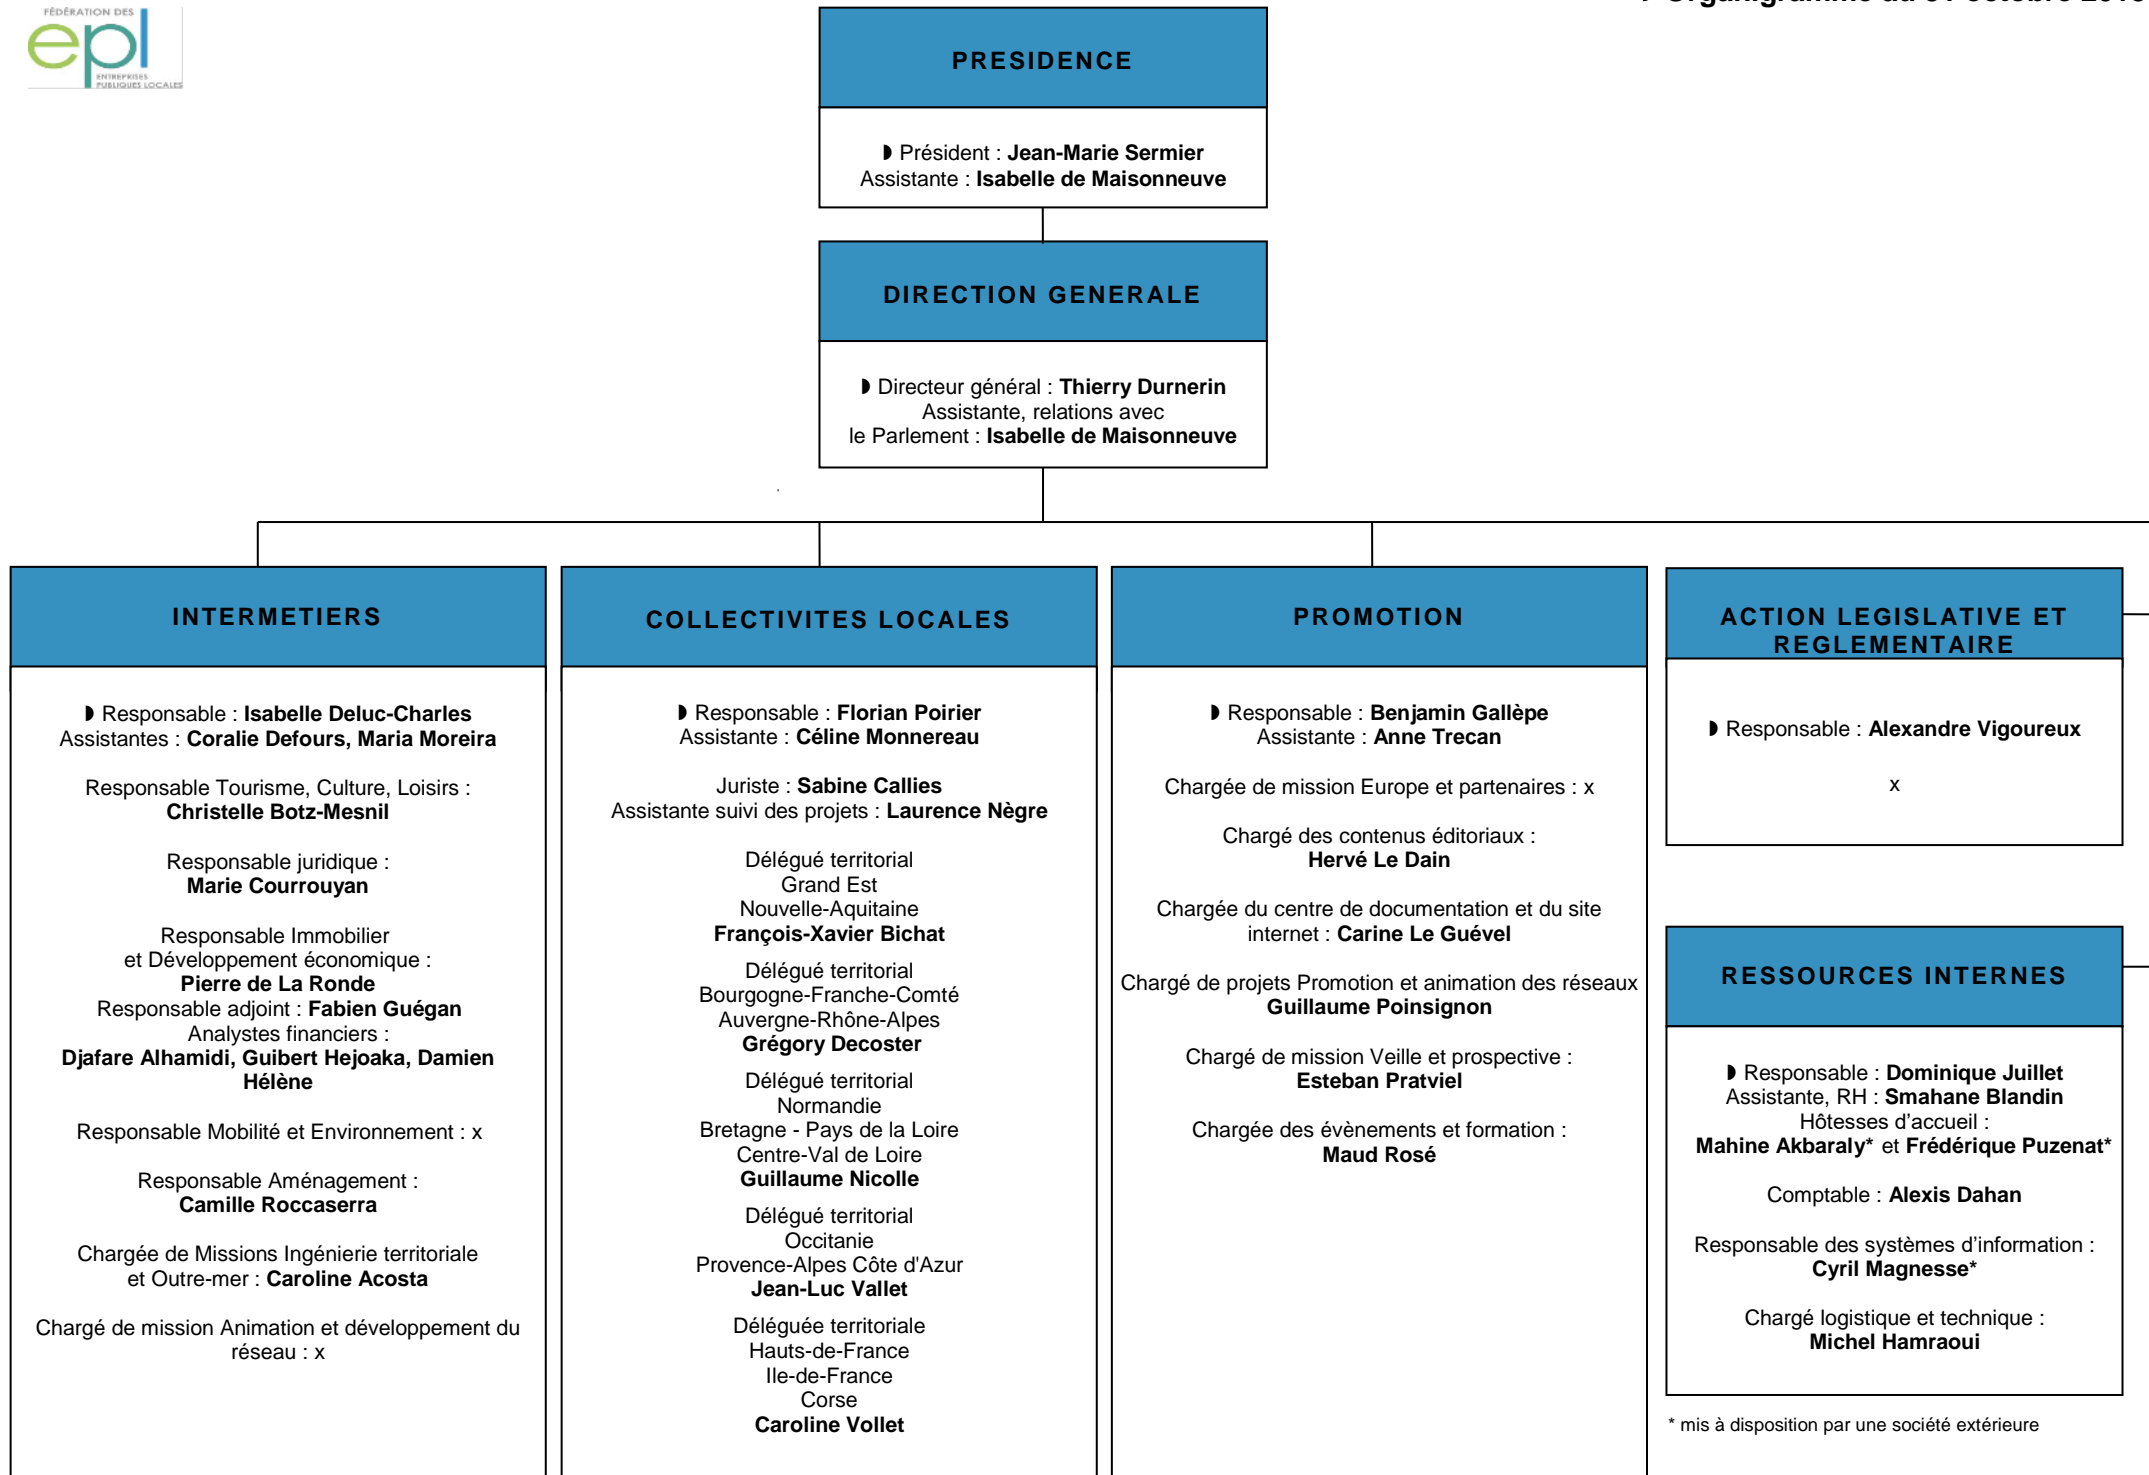 FÉDÉRATION DES
epl
ENTREPRISES
PUBLIQUES LOCALES
PRESIDENCE
◗ Président : Jean-Marie Sermier
Assistante : Isabelle de Maisonneuve
DIRECTION GENERALE
◗ Directeur général : Thierry Durnerin
Assistante, relations avec
le Parlement : Isabelle de Maisonneuve
INTERMETIERS
◗ Responsable : Isabelle Deluc-Charles
Assistantes : Coralie Defours, Maria Moreira
Responsable Tourisme, Culture, Loisirs :
Christelle Botz-Mesnil
Responsable juridique :
Marie Courrouyan
Responsable Immobilier
et Développement économique :
Pierre de La Ronde
Responsable adjoint : Fabien Guégan
Analystes financiers :
Djafare Alhamidi, Guibert Hejoaka, Damien
Hélène
Responsable Mobilité et Environnement : x
Responsable Aménagement :
Camille Roccaserra
Chargée de Missions Ingénierie territoriale
et Outre-mer : Caroline Acosta
Chargé de mission Animation et développement du
réseau : x
COLLECTIVITES LOCALES
◗ Responsable : Florian Poirier
Assistante : Céline Monnereau
Juriste : Sabine Callies
Assistante suivi des projets : Laurence Nègre
Délégué territorial
Grand Est
Nouvelle-Aquitaine
François-Xavier Bichat
Délégué territorial
Bourgogne-Franche-Comté
Auvergne-Rhône-Alpes
Grégory Decoster
Délégué territorial
Normandie
Bretagne - Pays de la Loire
Centre-Val de Loire
Guillaume Nicolle
Délégué territorial
Occitanie
Provence-Alpes Côte d'Azur
Jean-Luc Vallet
Déléguée territoriale
Hauts-de-France
Ile-de-France
Corse
Caroline Vollet
PROMOTION
◗ Responsable : Benjamin Gallèpe
Assistante : Anne Trecan
Chargée de mission Europe et partenaires : x
Chargé des contenus éditoriaux :
Hervé Le Dain
Chargée du centre de documentation et du site
internet : Carine Le Guével
Chargé de projets Promotion et animation des réseaux
Guillaume Poinsignon
Chargé de mission Veille et prospective :
Esteban Pratviel
Chargée des évènements et formation :
Maud Rosé
ACTION LEGISLATIVE ET
REGLEMENTAIRE
◗ Responsable : Alexandre Vigoureux
x
RESSOURCES INTERNES
◗ Responsable : Dominique Juillet
Assistante, RH : Smahane Blandin
Hôtesses d’accueil :
Mahine Akbaraly* et Frédérique Puzenat*
Comptable : Alexis Dahan
Responsable des systèmes d’information :
Cyril Magnesse*
Chargé logistique et technique :
Michel Hamraoui
* mis à disposition par une société extérieure